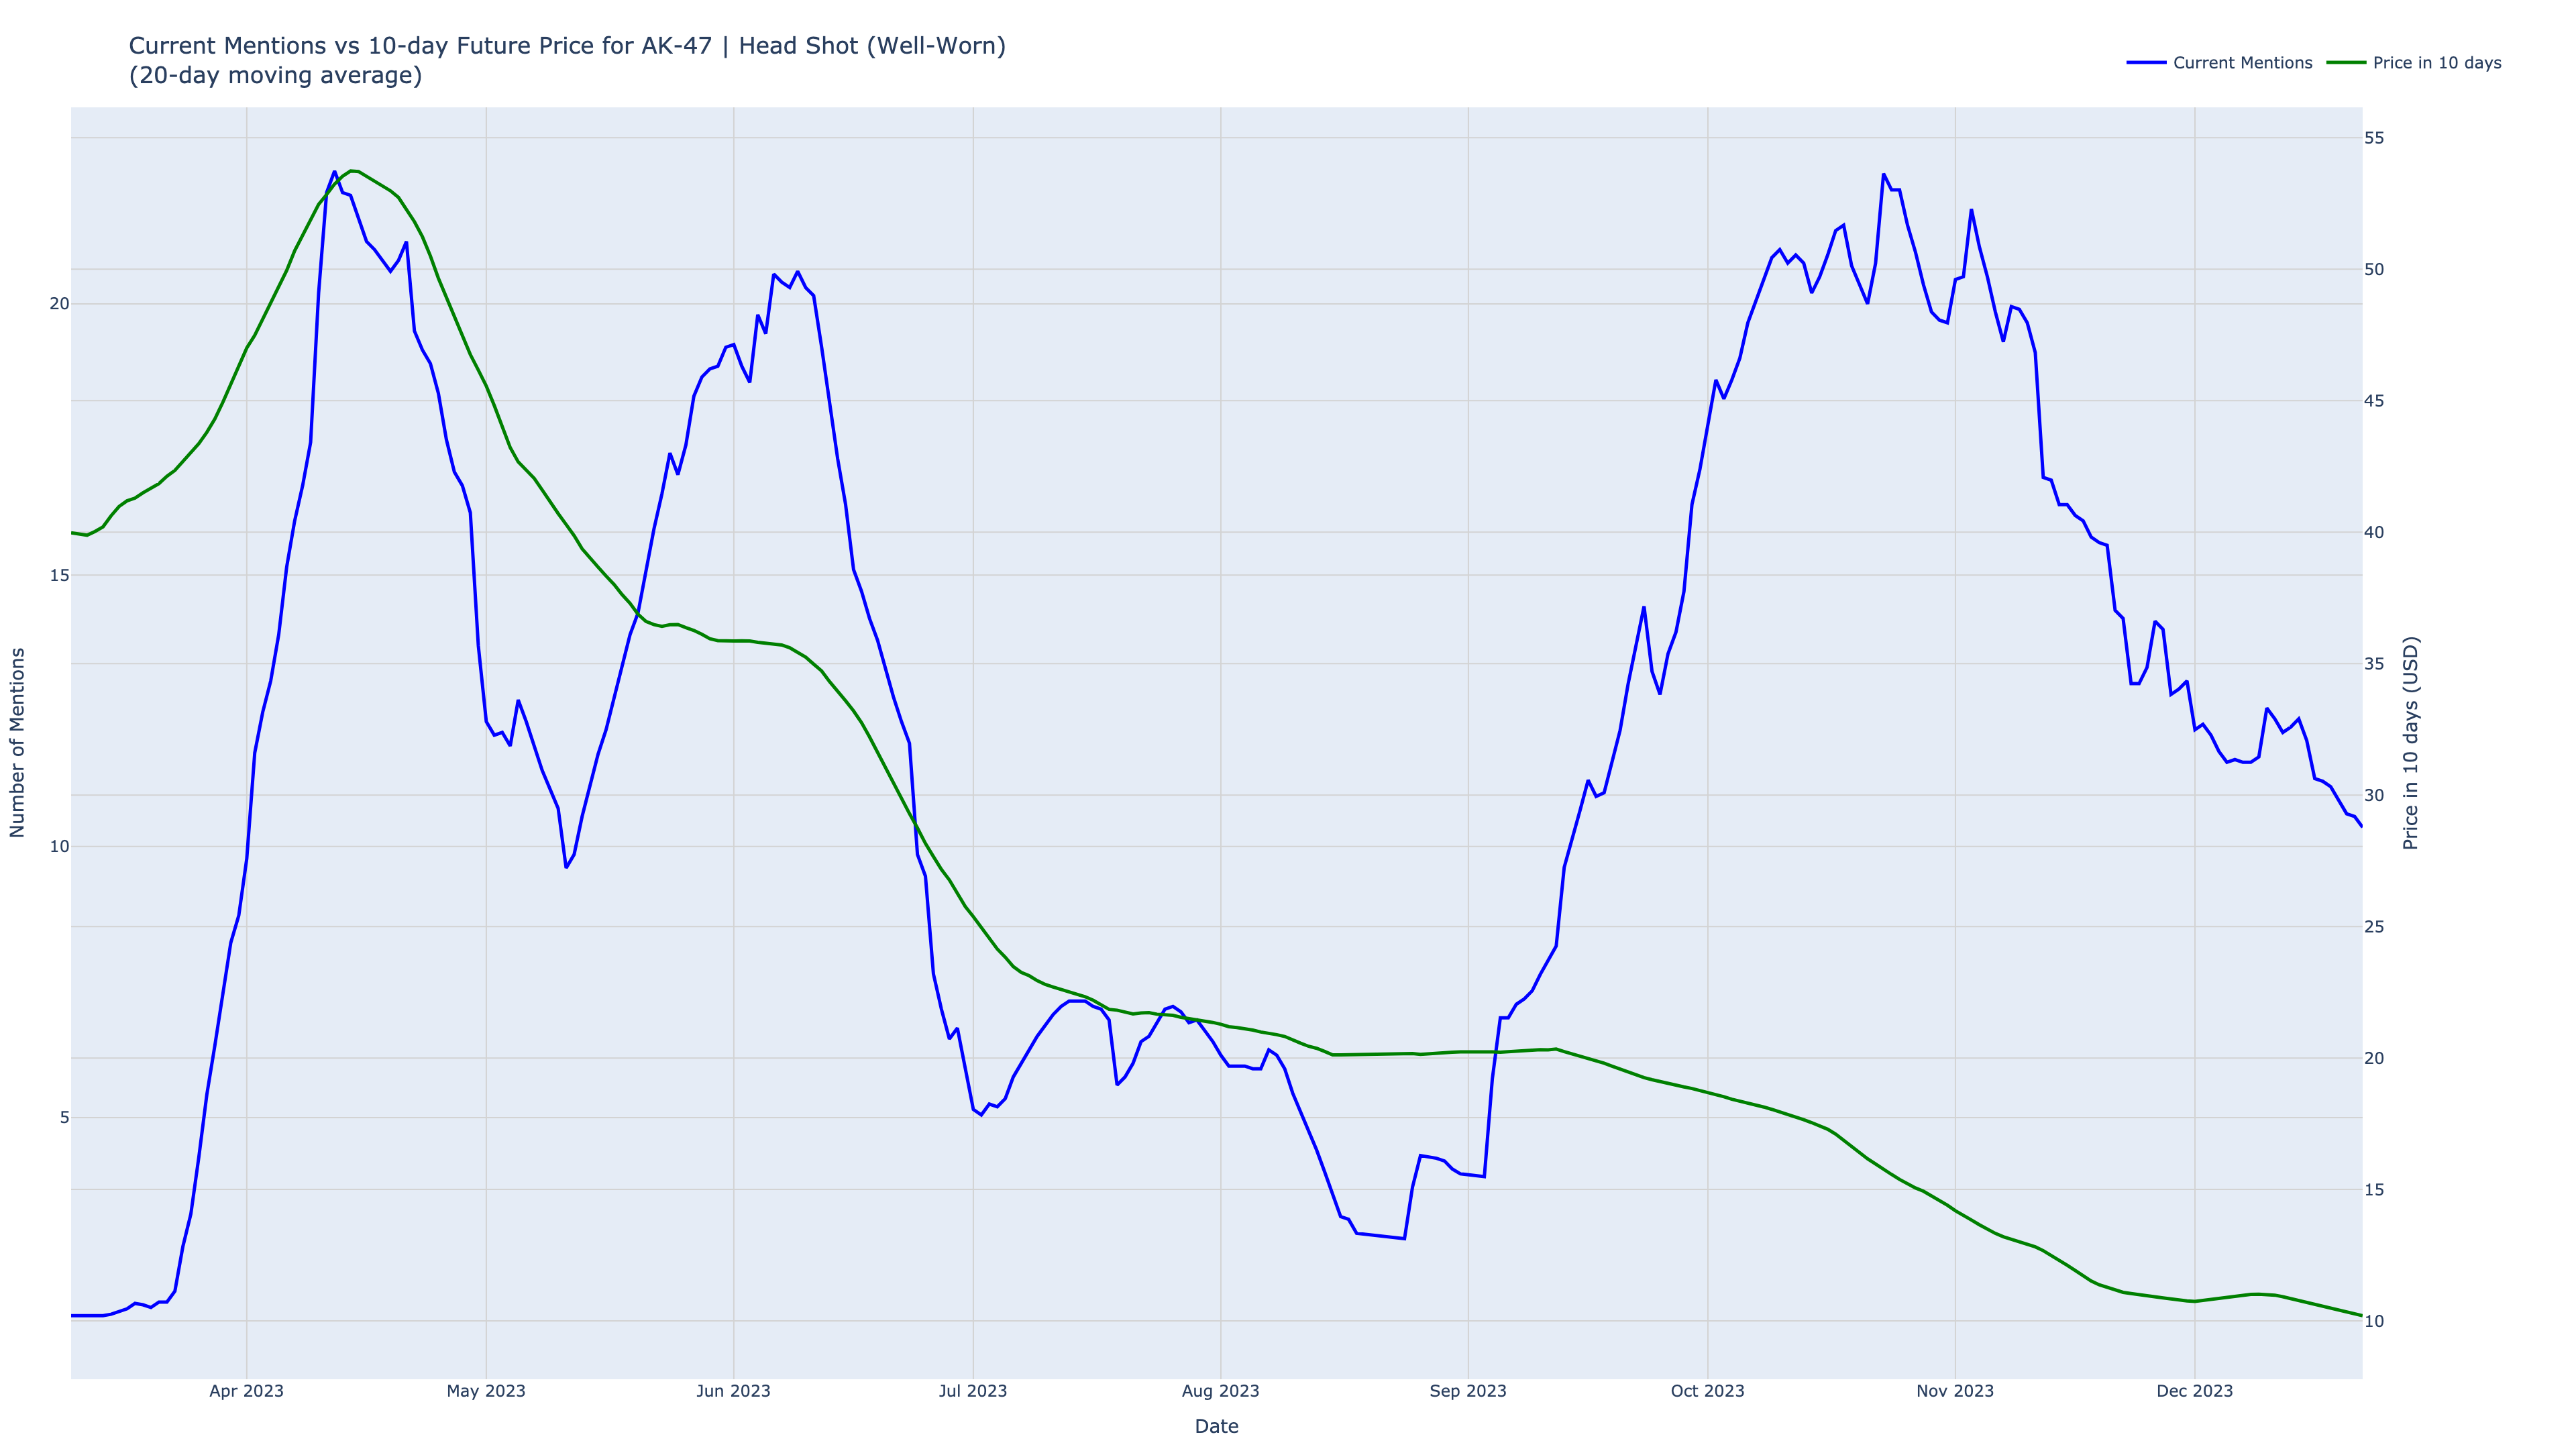 Current Mentions vs 10-day Future Price for AK-47 | Head Shot (Well-Worn)
(20-day moving average)
Current Mentions
Price in 10 days
Number of Mentions
20
15
10
5
55
50
45
40
35
30
25
20
15
10
Price in 10 days (USD)
Apr 2023
May 2023
Jun 2023
Jul 2023
Aug 2023
Sep 2023
Oct 2023
Nov 2023
Dec 2023
Date